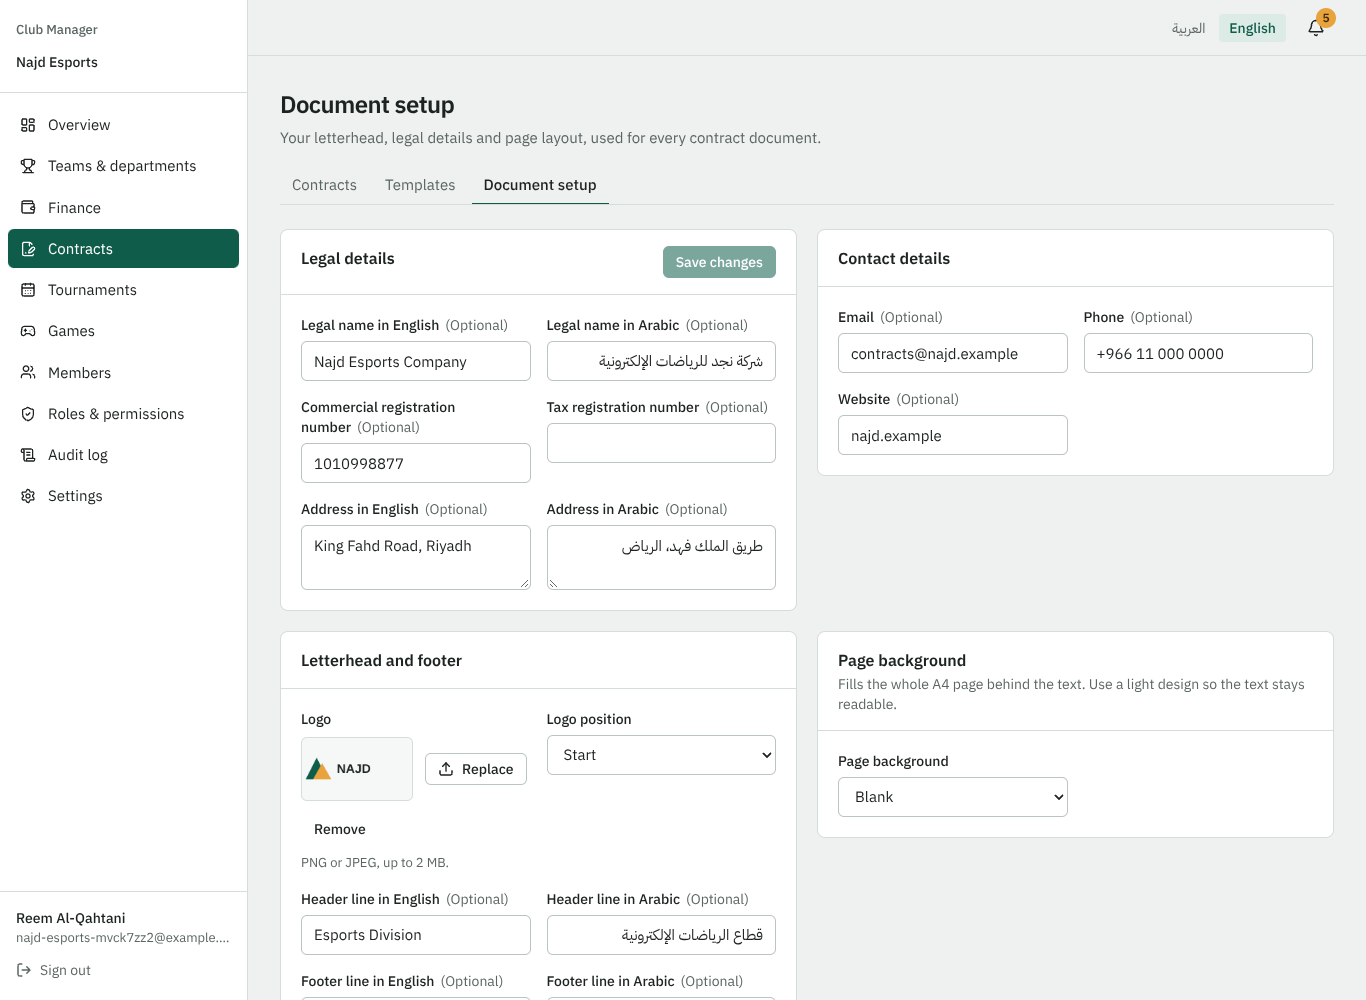 Club Manager
Najd Esports
Overview
Teams & departments
Finance
Contracts
Tournaments
Games
Members
Roles & permissions
Audit log
Settings
Reem Al-Qahtani
najd-esports-mvck7zz2@example....
Sign out
العربية
English
5
Document setup
Your letterhead, legal details and page layout, used for every contract document.
Contracts
Templates
Document setup
Legal details
Save changes
Legal name in English (Optional)
Najd Esports Company
Legal name in Arabic (Optional)
شركة نجد للرياضات الإلكترونية
Commercial registration
number (Optional)
1010998877
Tax registration number (Optional)
Address in English (Optional)
King Fahd Road, Riyadh
Address in Arabic (Optional)
طريق الملك فهد، الرياض
Contact details
Email (Optional)
contracts@najd.example
Phone (Optional)
+966 11 000 0000
Website (Optional)
najd.example
Letterhead and footer
Logo
NAJD
Replace
Remove
PNG or JPEG, up to 2 MB.
Logo position
Start
Header line in English (Optional)
Esports Division
Header line in Arabic (Optional)
قطاع الرياضات الإلكترونية
Footer line in English (Optional)
Footer line in Arabic (Optional)
Page background
Fills the whole A4 page behind the text. Use a light design so the text stays
readable.
Page background
Blank